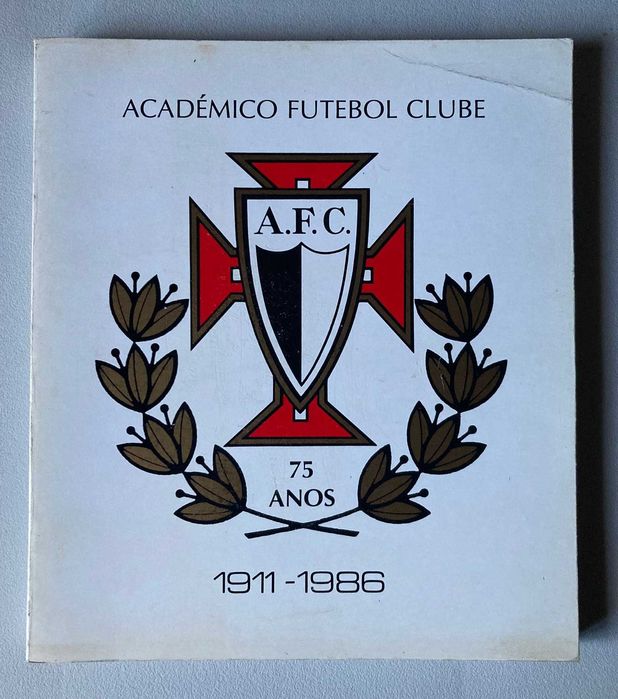 ACADÉMICO FUTEBOL CLUBE
A.F.C.
75
ANOS
1911-1986